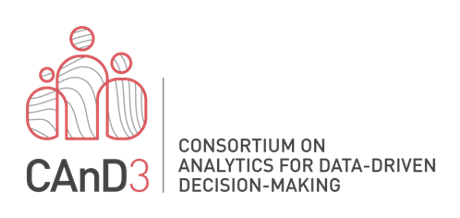 CAnD3
CONSORTIUM ON
ANALYTICS FOR DATA-DRIVEN
DECISION-MAKING